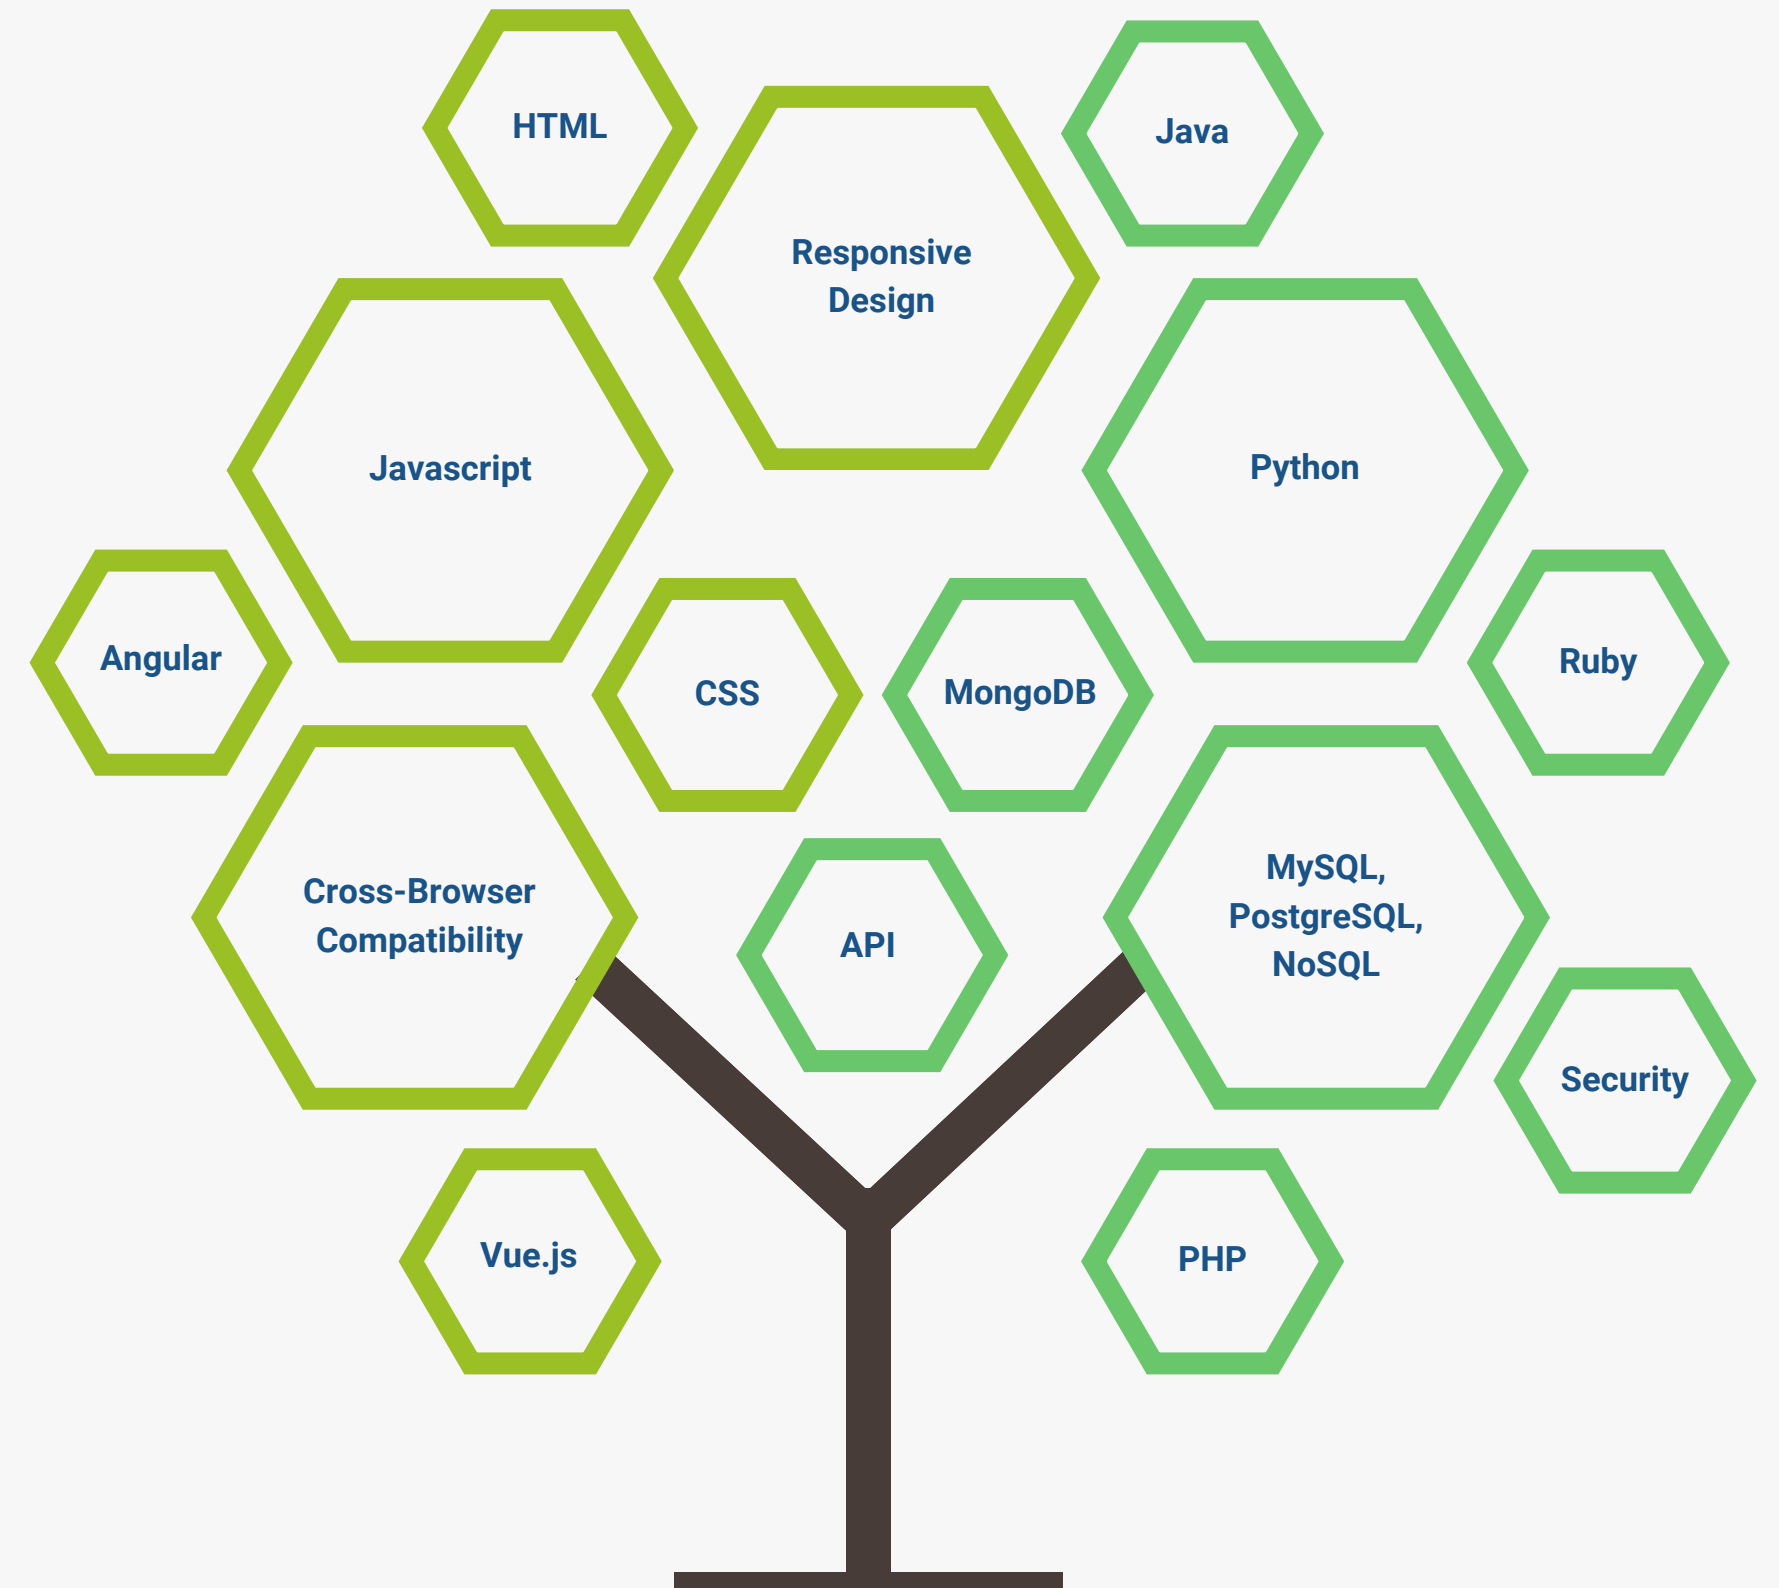 HTML
Java
Responsive
Design
Javascript
Python
Angular
Ruby
CSS
MongoDB
Cross-Browser
Compatibility
API
MySQL,
PostgreSQL,
NoSQL
Security
Vue.js
PHP